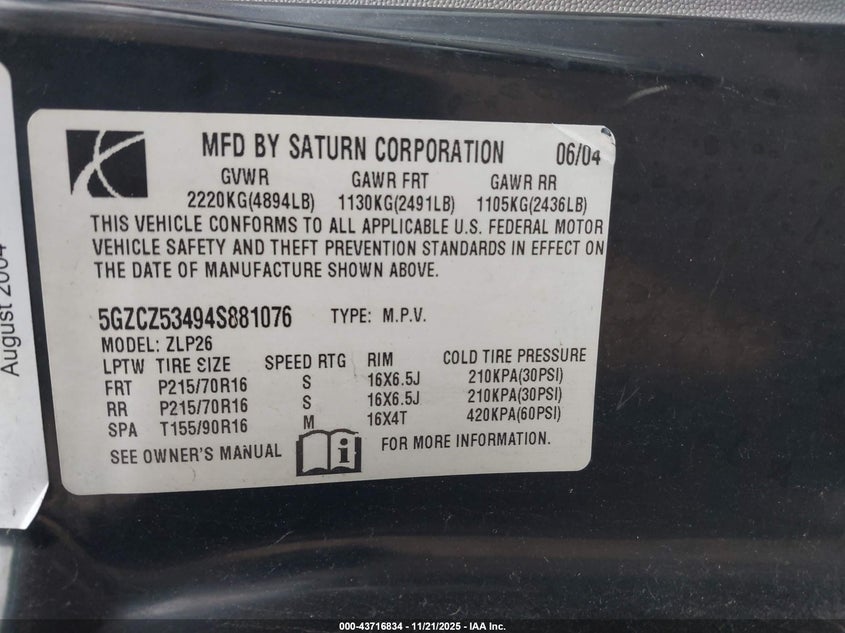 MFD BY SATURN CORPORATION 06/04
GVWR GAWR FRT GAWR RR
2220KG(4894LB) 1130KG(2491LB) 1105KG(2436LB)
THIS VEHICLE CONFORMS TO ALL APPLICABLE U.S. FEDERAL MOTOR
VEHICLE SAFETY AND THEFT PREVENTION STANDARDS IN EFFECT ON
THE DATE OF MANUFACTURE SHOWN ABOVE.
5GZCZ53494S881076 TYPE: M.P.V.
MODEL: ZLP26
LPTW TIRE SIZE SPEED RTG RIM COLD TIRE PRESSURE
FRT P215/70R16 S 16X6.5J 210KPA(30PSI)
RR P215/70R16 S 16X6.5J 210KPA(30PSI)
SPA T155/90R16 M 16X4T 420KPA(60PSI)
SEE OWNER'S MANUAL i FOR MORE INFORMATION.
August 2004
000-43716834 - 11/21/2025 - IAA Inc.